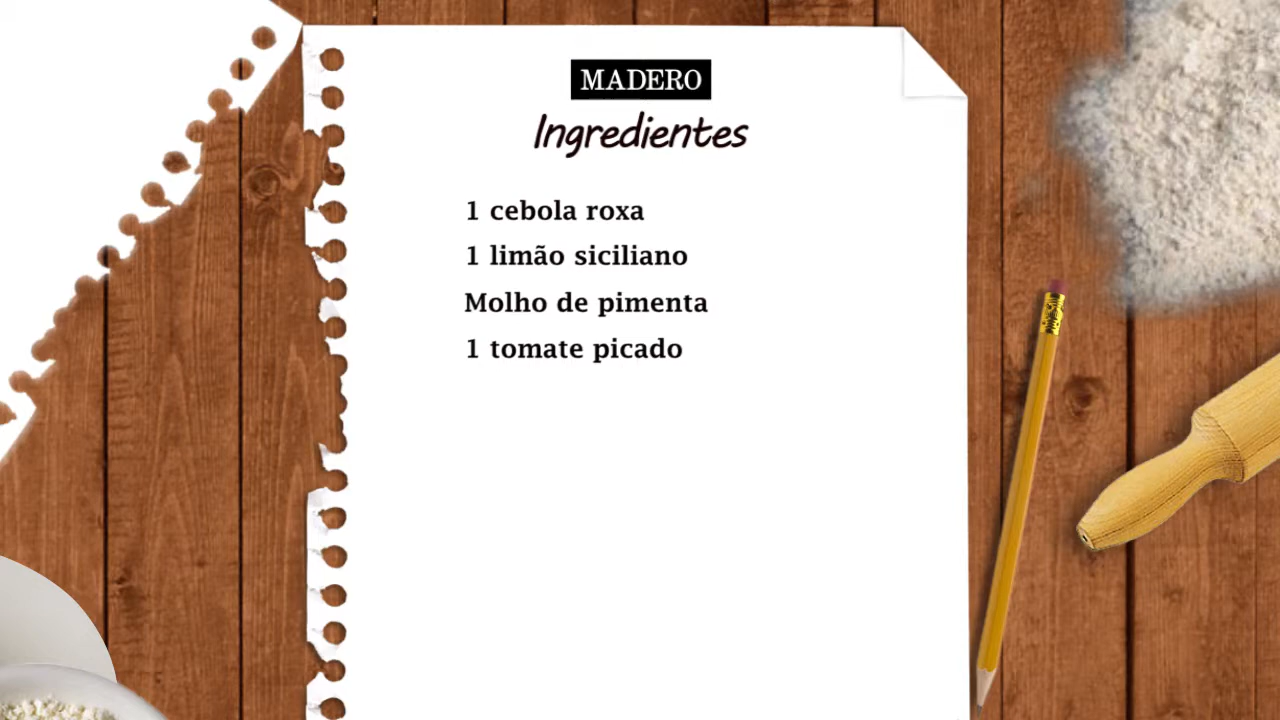 MADERO
Ingredientes
1 cebola roxa
1 limão siciliano
Molho de pimenta
1 tomate picado